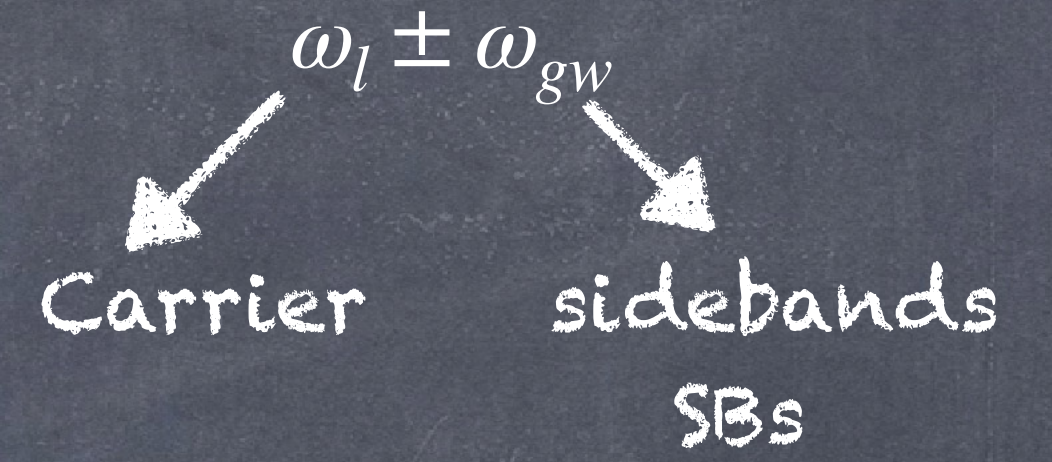 ω_l ± ω_gw
Carrier sidebands
SBs